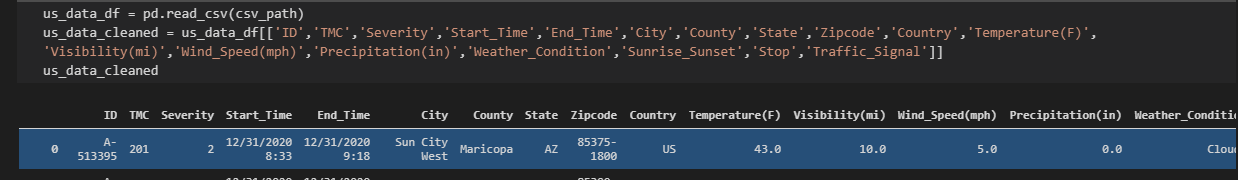 us_data_df = pd.read_csv(csv_path)
us_data_cleaned = us_data_df[['ID','TMC','Severity','Start_Time','End_Time','City','County','State','Zipcode','Country','Temperature(F)',
'Visibility(mi)','Wind_Speed(mph)','Precipitation(in)','Weather_Condition','Sunrise_Sunset','Stop','Traffic_Signal']]
us_data_cleaned
ID TMC Severity Start_Time End_Time City County State Zipcode Country Temperature(F) Visibility(mi) Wind_Speed(mph) Precipitation(in) Weather_Conditio
A- 12/31/2020 12/31/2020 Sun City 85375-
0 201 2 Maricopa AZ US 43.0 10.0 5.0 0.0 Clou
513395 8:33 9:18 West 1800